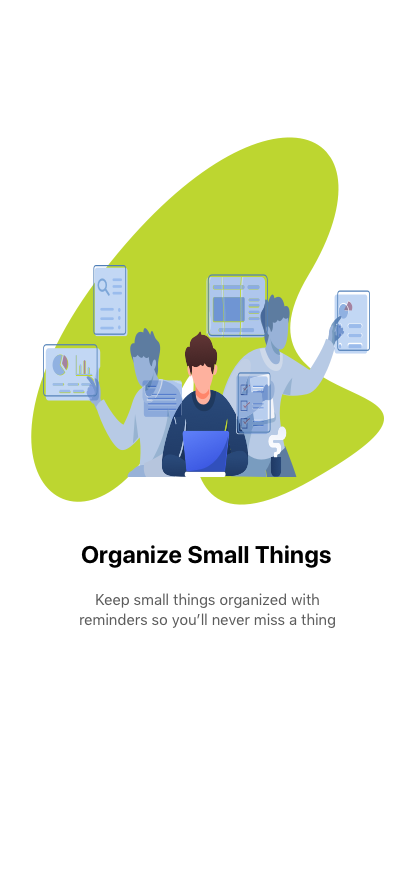 Organize Small Things
Keep small things organized with
reminders so you’ll never miss a thing